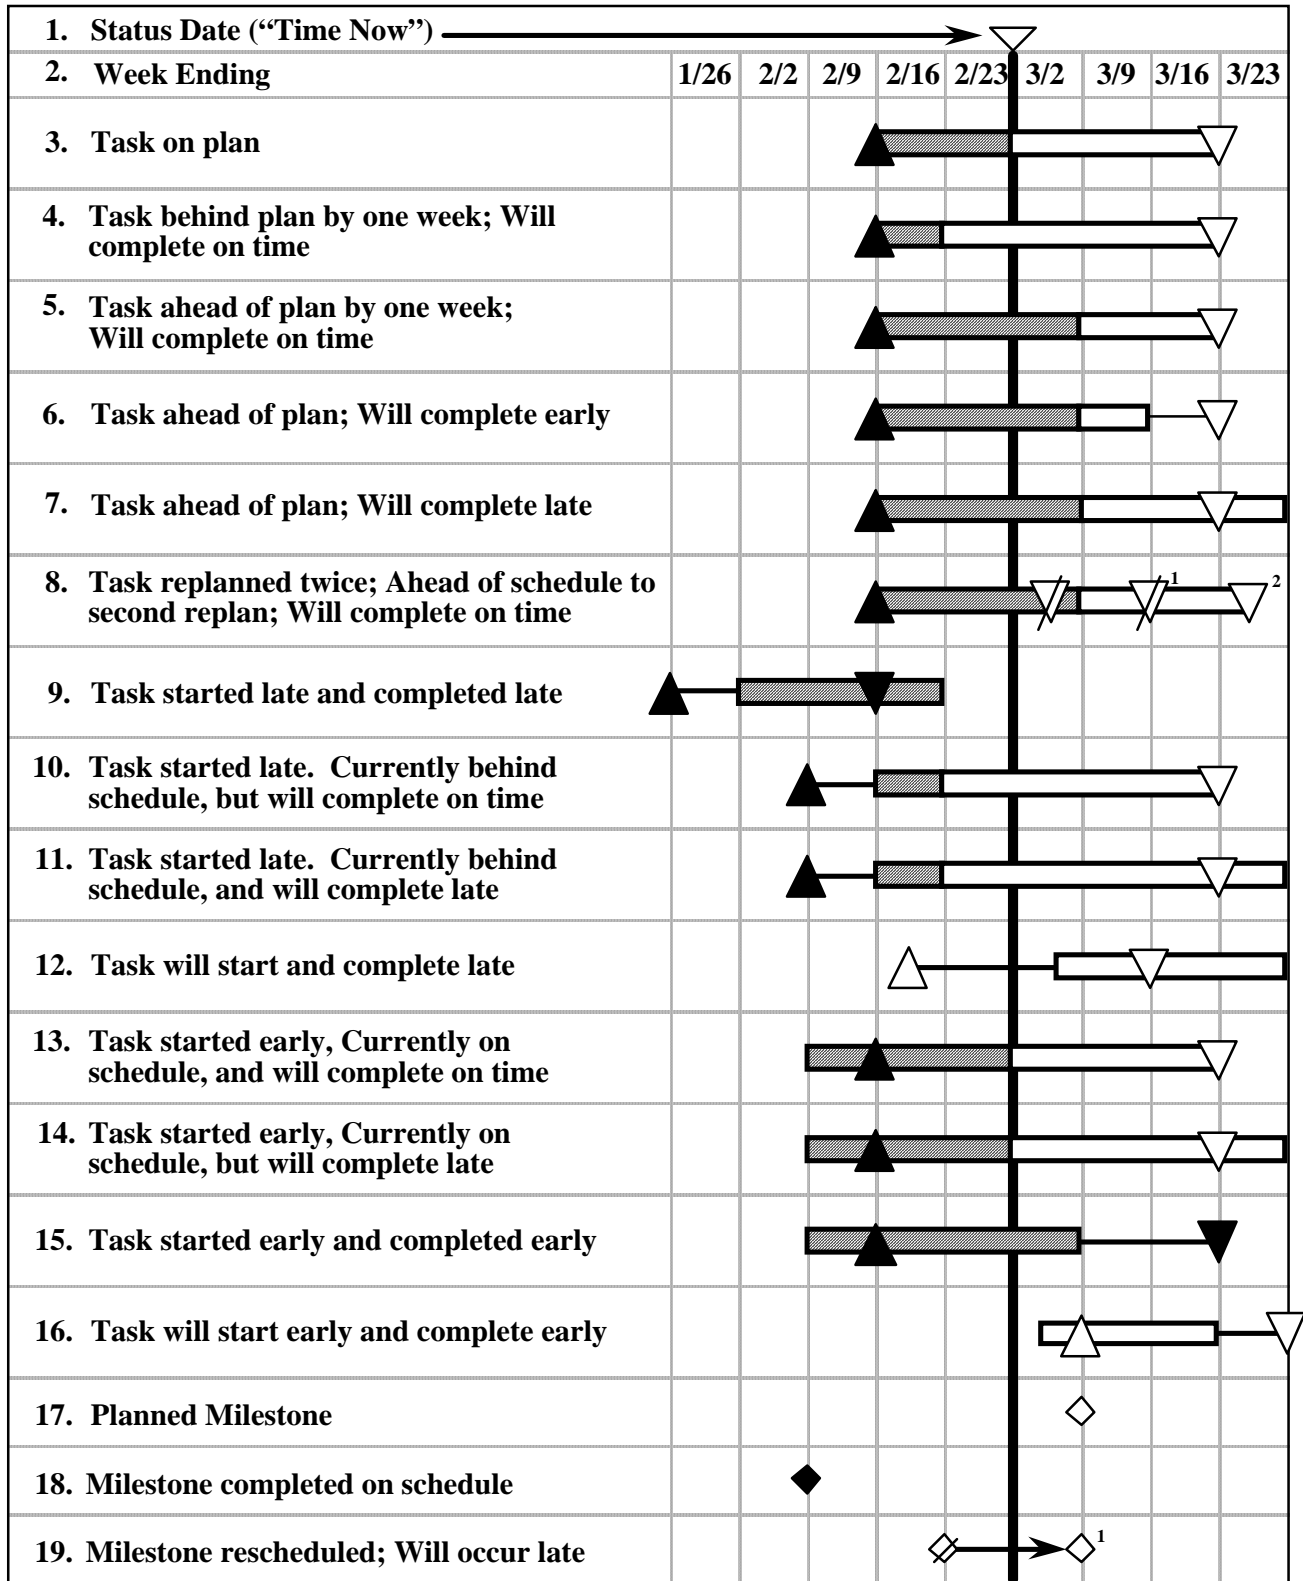 1. Status Date (“Time Now”)
2. Week Ending 1/26 2/2 2/9 2/16 2/23 3/2 3/9 3/16 3/23
3. Task on plan
4. Task behind plan by one week; Will
complete on time
5. Task ahead of plan by one week;
Will complete on time
6. Task ahead of plan; Will complete early
7. Task ahead of plan; Will complete late
8. Task replanned twice; Ahead of schedule to
second replan; Will complete on time
1 2
9. Task started late and completed late
10. Task started late. Currently behind
schedule, but will complete on time
11. Task started late. Currently behind
schedule, and will complete late
12. Task will start and complete late
13. Task started early, Currently on
schedule, and will complete on time
14. Task started early, Currently on
schedule, but will complete late
15. Task started early and completed early
16. Task will start early and complete early
17. Planned Milestone
18. Milestone completed on schedule
19. Milestone rescheduled; Will occur late 1